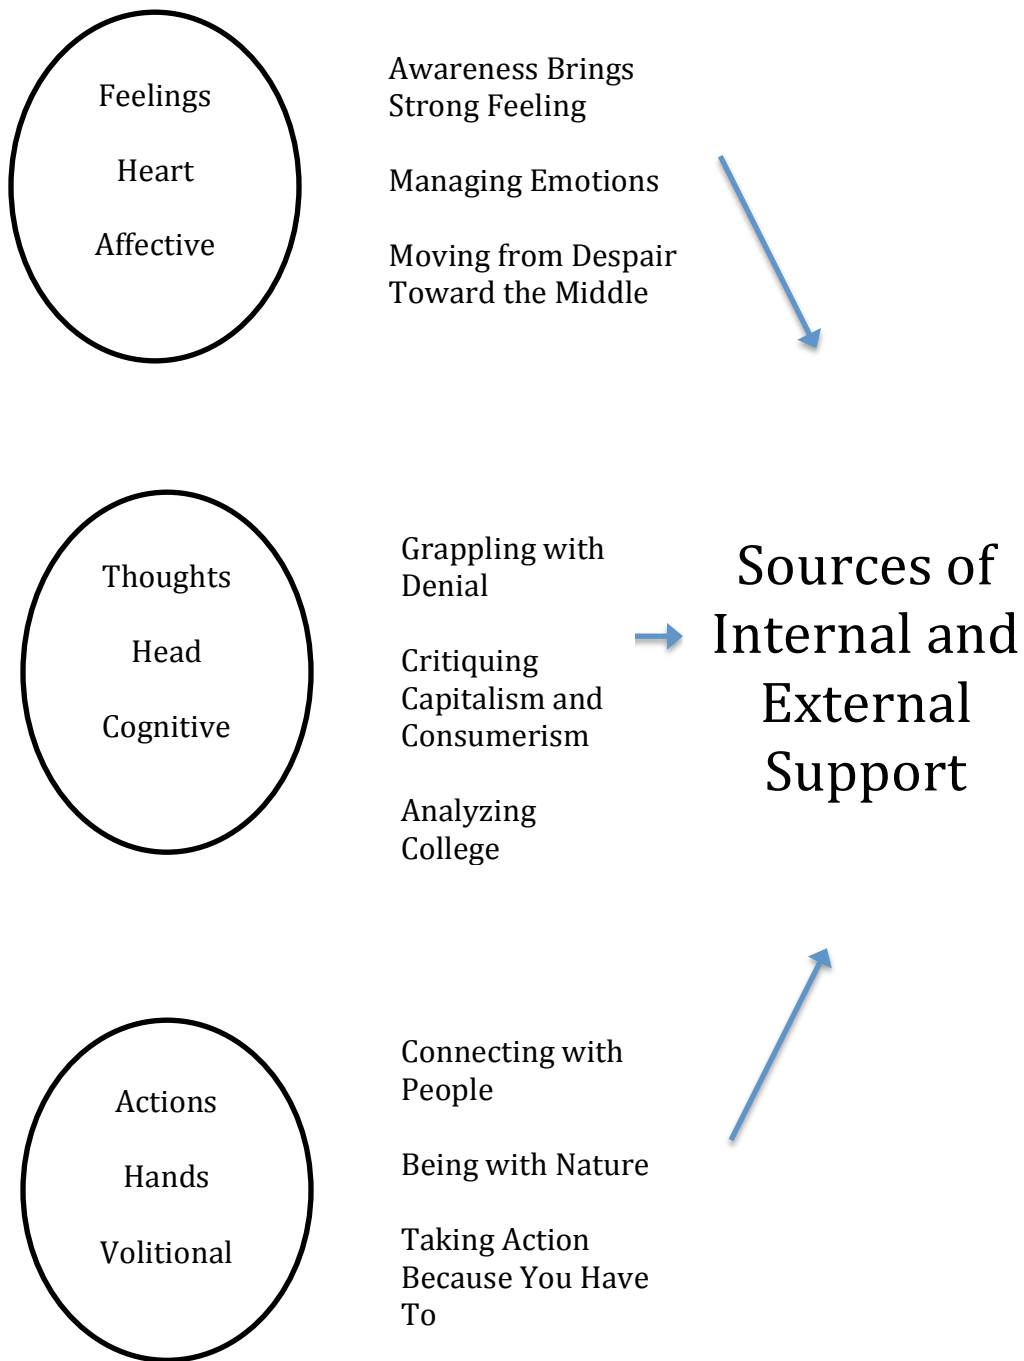 Feelings
Heart
Affective
Awareness Brings
Strong Feeling
Managing Emotions
Moving from Despair
Toward the Middle
Thoughts
Head
Cognitive
Grappling with
Denial
Critiquing
Capitalism and
Consumerism
Analyzing
College
Sources of
Internal and
External
Support
Actions
Hands
Volitional
Connecting with
People
Being with Nature
Taking Action
Because You Have
To